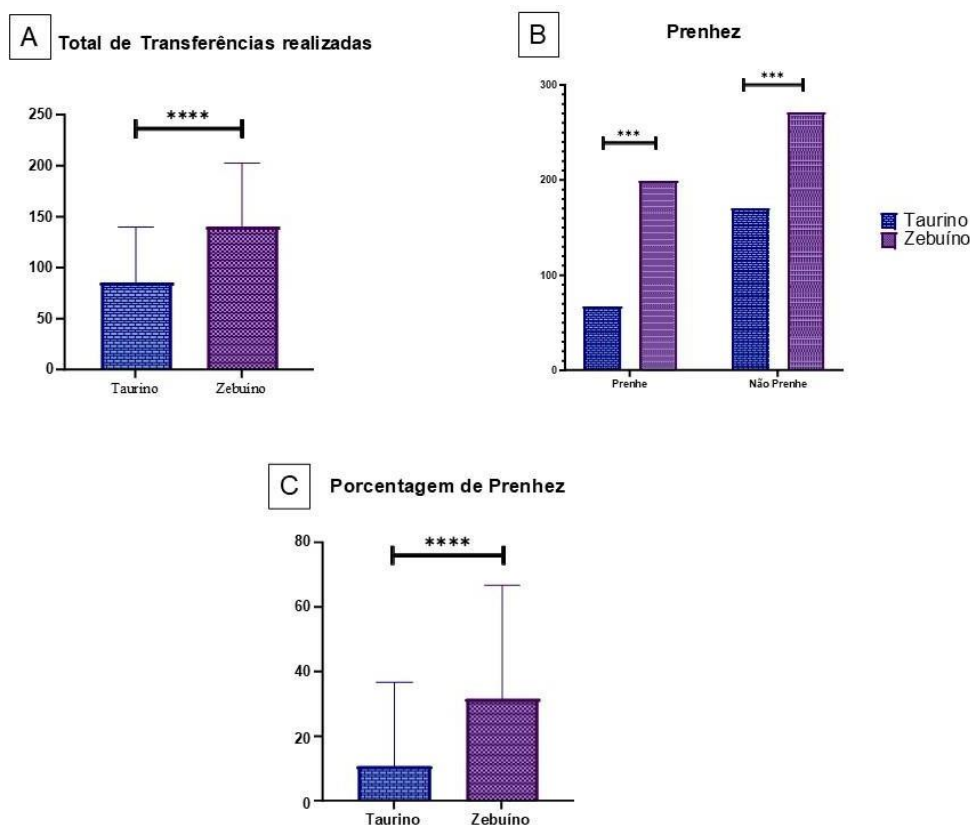 A
Total de Transferências realizadas
250
200
150
100
50
0
****
Taurino
Zebuino
B
Prenhez
300
200
100
0
***
***
Prenhe
Não Prenhe
Taurino
Zebuíno
C
Porcentagem de Prenhez
80
60
40
20
0
****
Taurino
Zebuíno